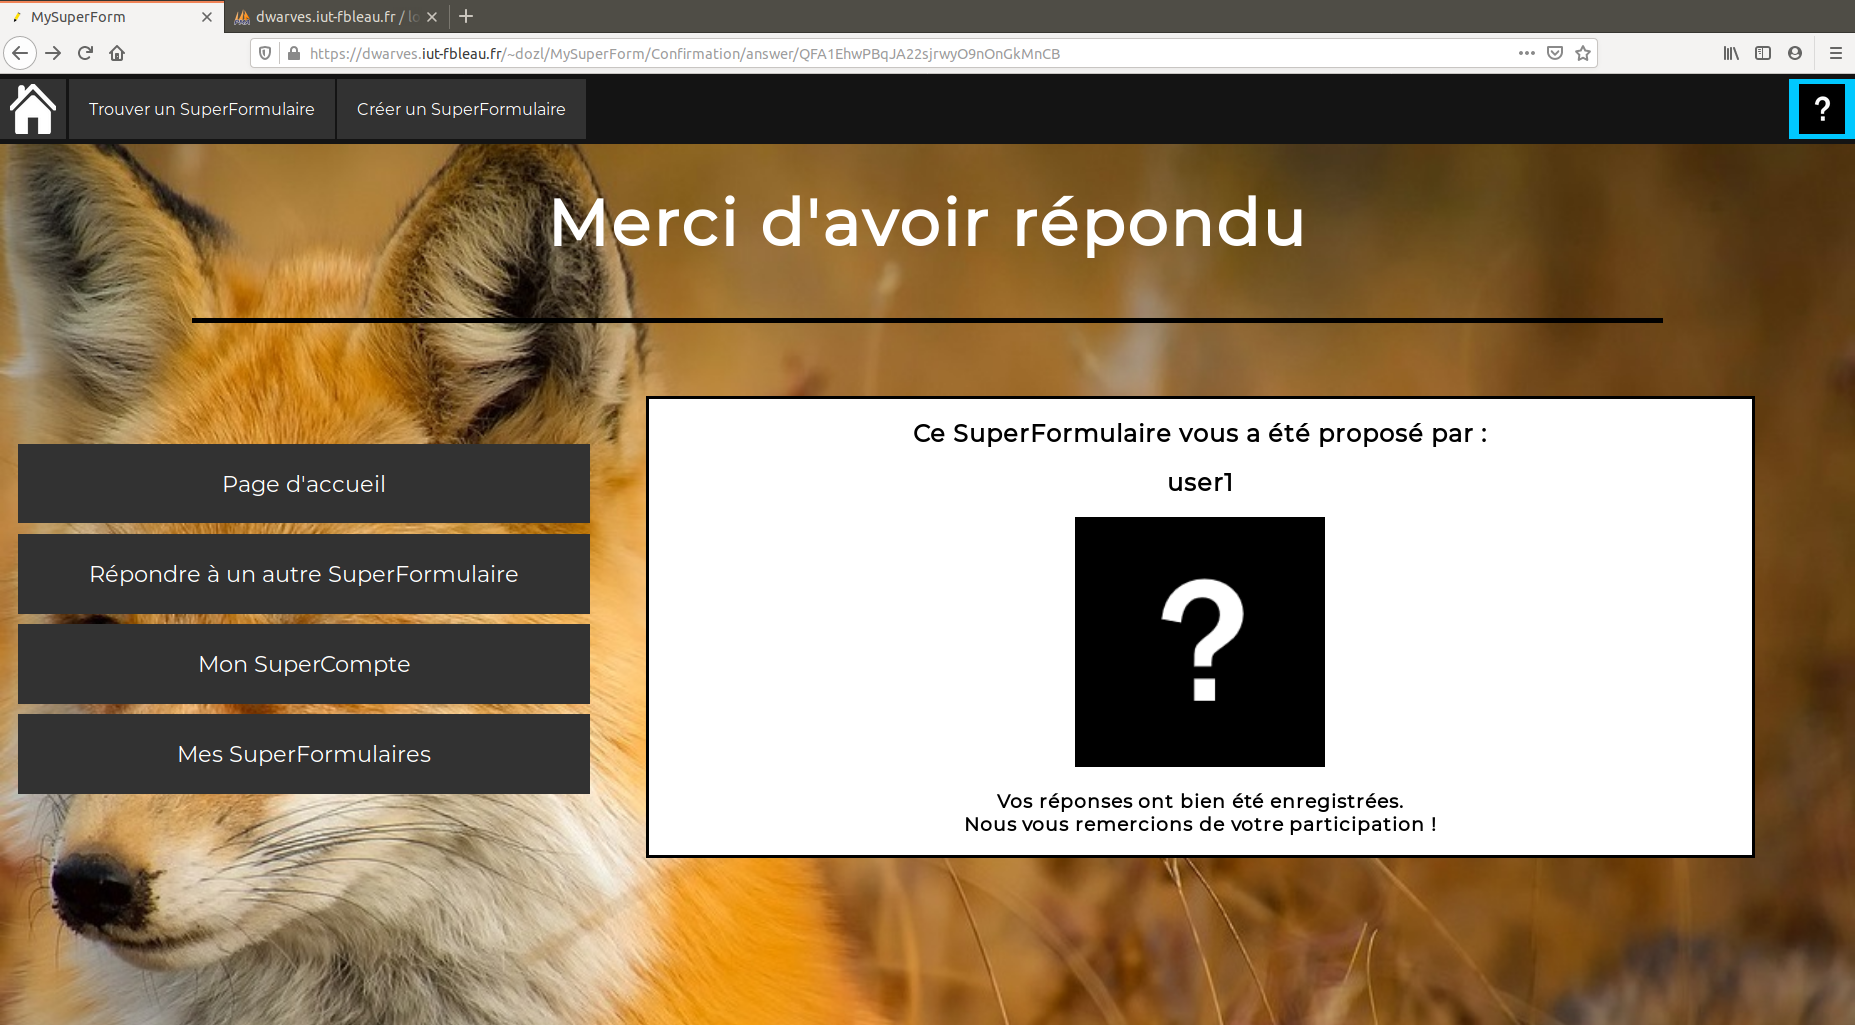 MySuperForm
dwarves.iut-fbleau.fr / lo
https://dwarves.iut-fbleau.fr/~dozl/MySuperForm/Confirmation/answer/QFA1EhwPBqJA22sjrwyO9nOnGkMnCB
Trouver un SuperFormulaire
Créer un SuperFormulaire
?
Merci d'avoir répondu
Page d'accueil
Répondre à un autre SuperFormulaire
Mon SuperCompte
Mes SuperFormulaires
Ce SuperFormulaire vous a été proposé par :
user1
?
Vos réponses ont bien été enregistrées.
Nous vous remercions de votre participation !